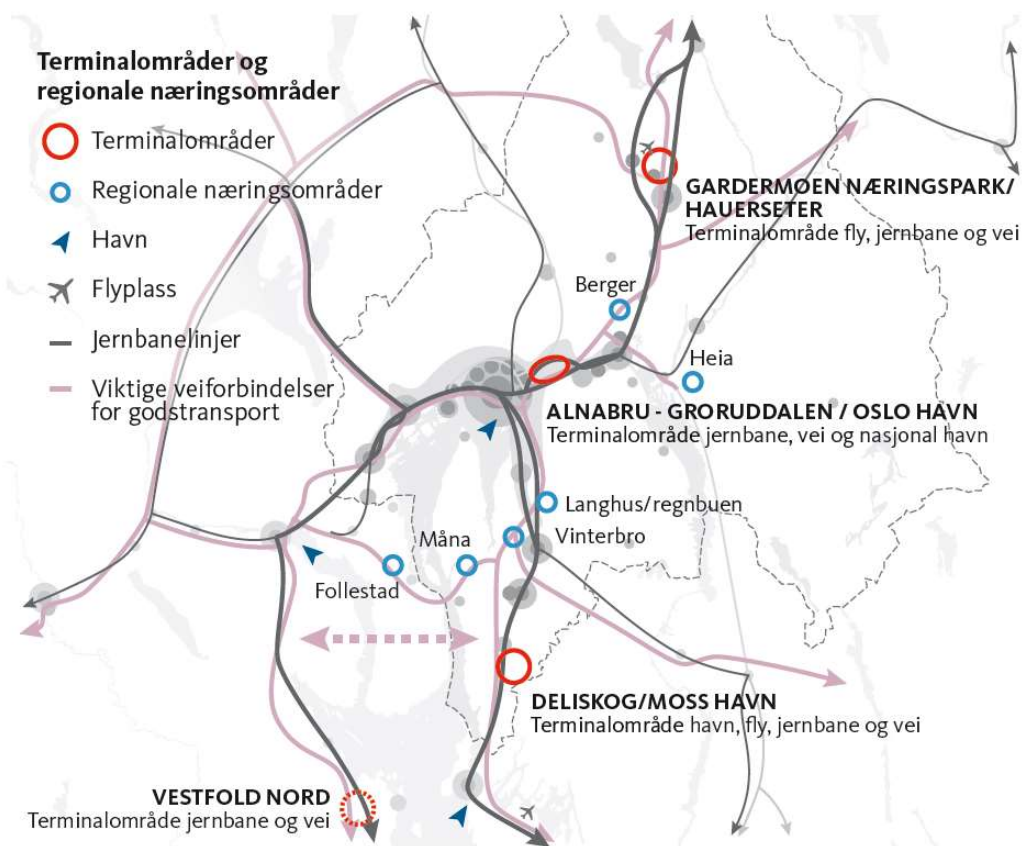 Terminalområder og
regionale næringsområder
Terminalområder
Regionale næringsområder
Havn
Flyplass
Jernbanelinjer
Viktige veiforbindelser
for godstransport
GARDERMOEN NÆRINGSPARK/
HAUERSETER
Terminalområde fly, jernbane og vei
Berger
Heia
ALNABRU - GRORUDDALEN / OSLO HAVN
Terminalområde jernbane, vei og nasjonal havn
Langhus/regnbuen
Vinterbro
Måna
Follestad
DELISKOG/MOSS HAVN
Terminalområde havn, fly, jernbane og vei
VESTFOLD NORD
Terminalområde jernbane og vei